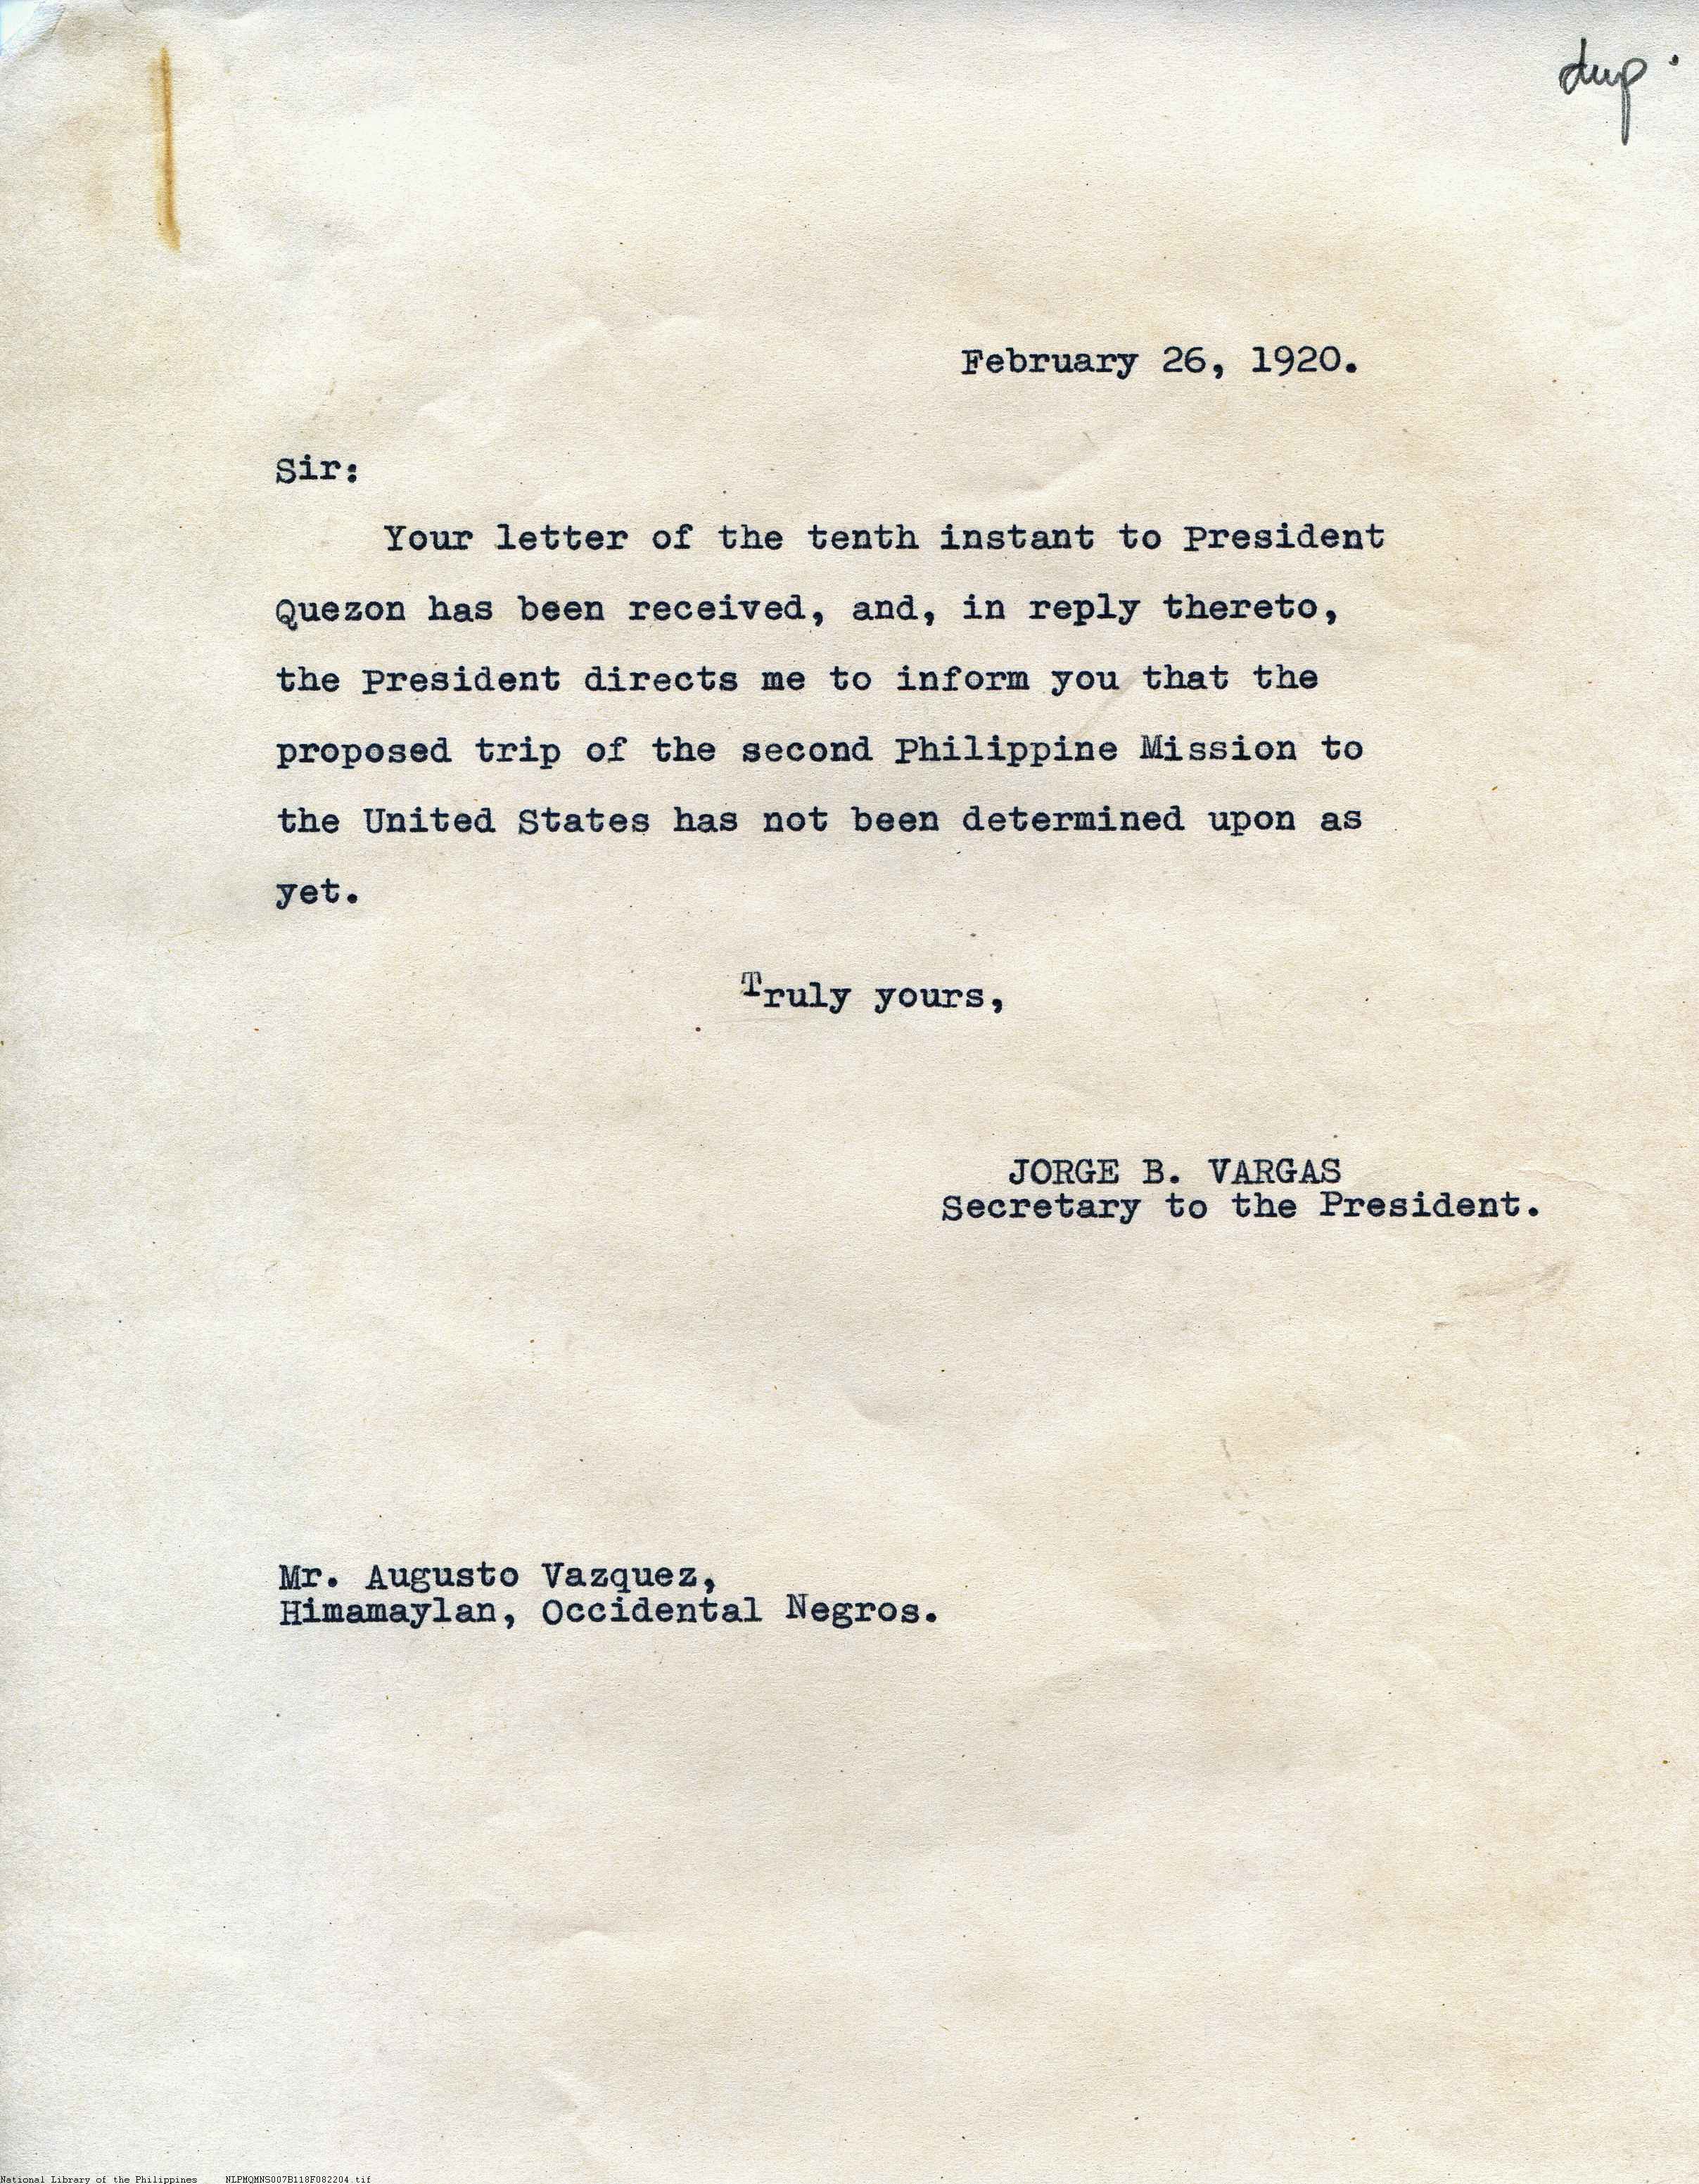 dup.
February 26, 1920.
Sir:
Your letter of the tenth instant to President
Quezon has been received, and, in reply thereto,
the President directs me to inform you that the
proposed trip of the second Philippine Mission to
the United States has not been determined upon as
yet.
Truly yours,
JORGE B. VARGAS
Secretary to the President.
Mr. Augusto Vazquez,
Himamaylan, Occidental Negros.
National Library of the Philippines NLPMQMNS007B118F082204.tif